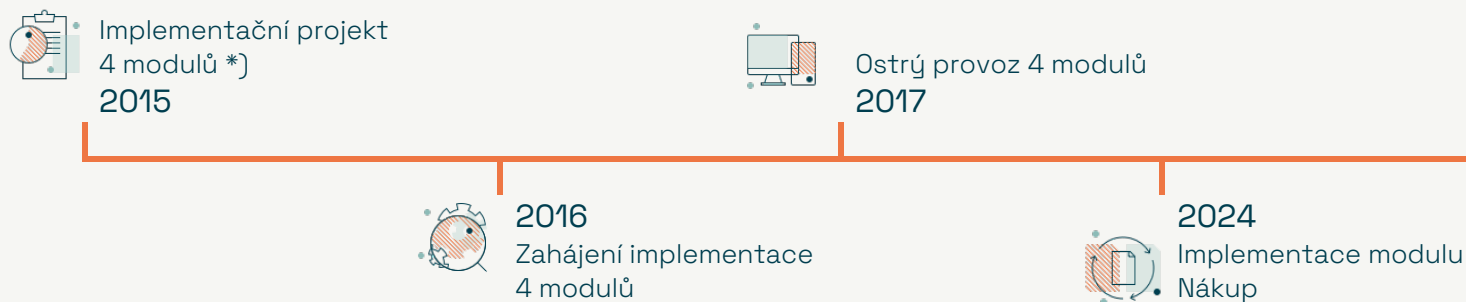 Implementační projekt
4 modulů *)
2015
Ostrý provoz 4 modulů
2017
2016
Zahájení implementace
4 modulů
2024
Implementace modulu
Nákup